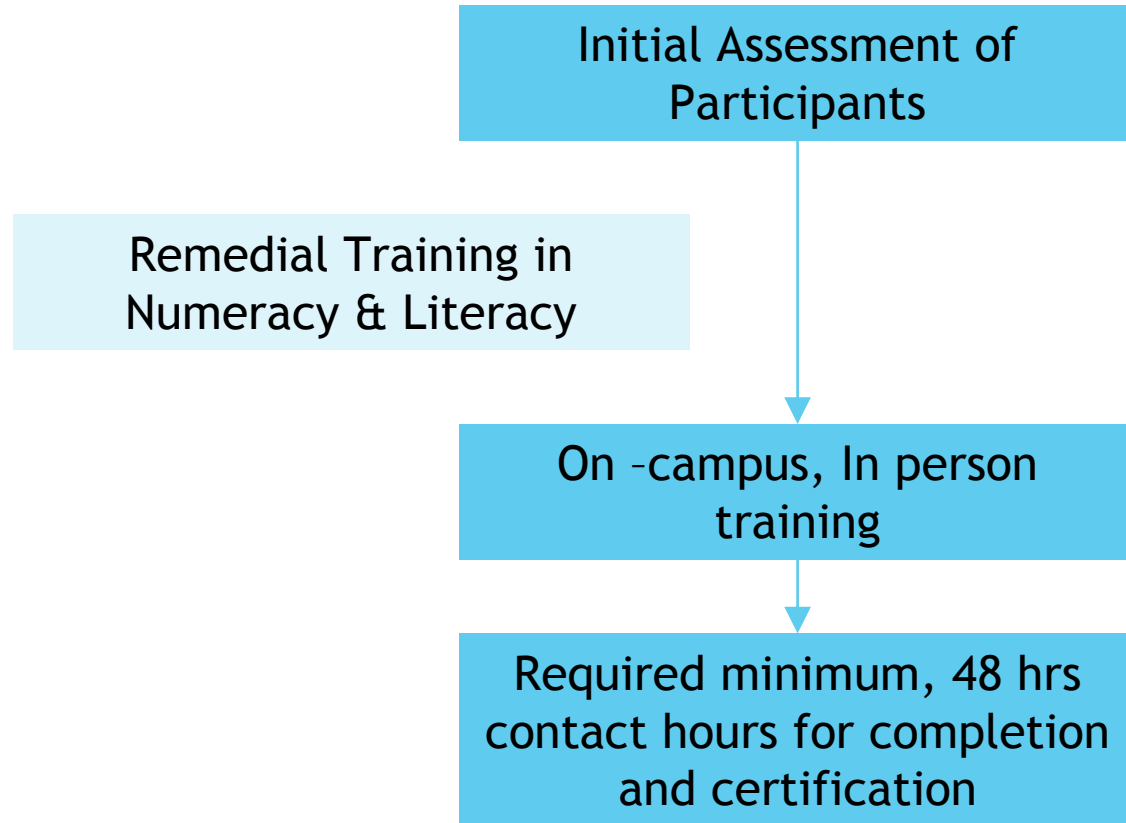 Initial Assessment of
Participants
Remedial Training in
Numeracy & Literacy
On –campus, In person
training
Required minimum, 48 hrs
contact hours for completion
and certification